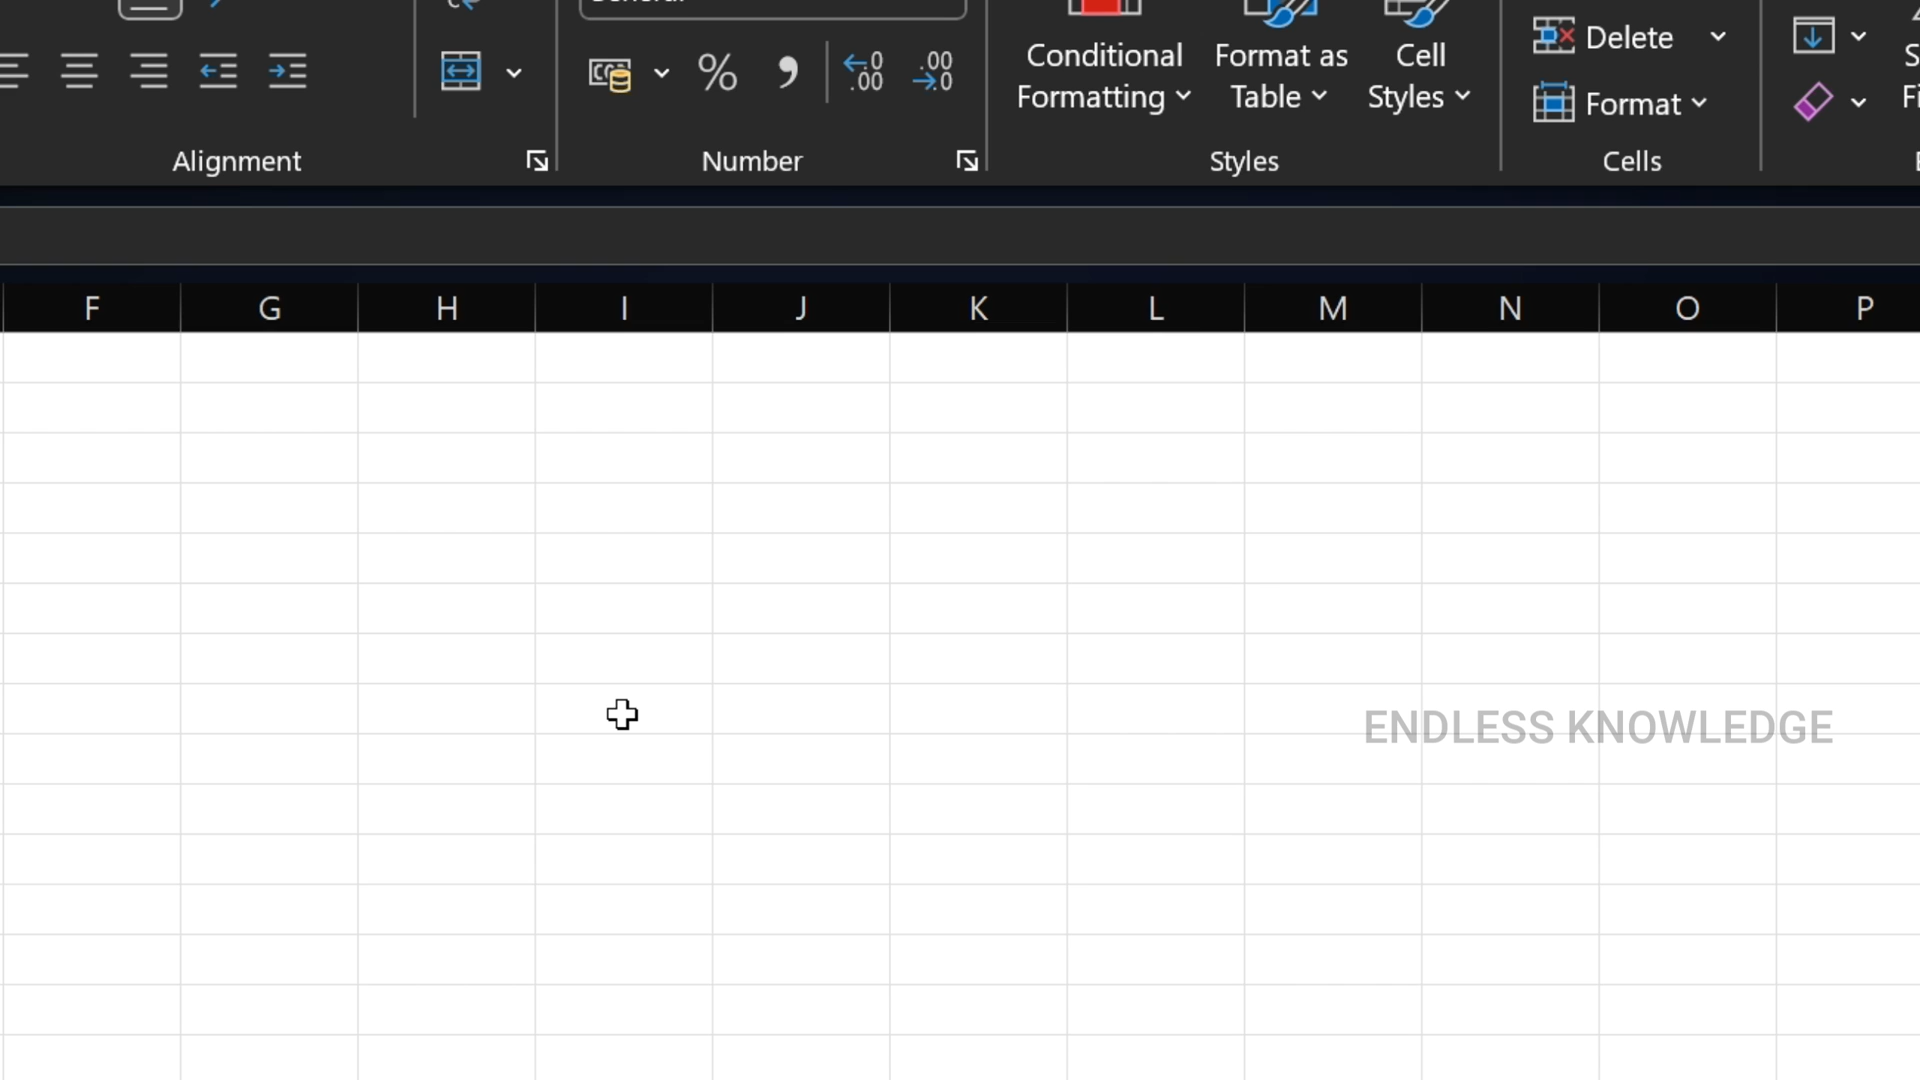 Conditional Formatting
Format as Table
Cell Styles
Delete
Format
.0
.00
.00
.0
Alignment
Number
Styles
Cells
F G H I J K L M N O P
ENDLESS KNOWLEDGE